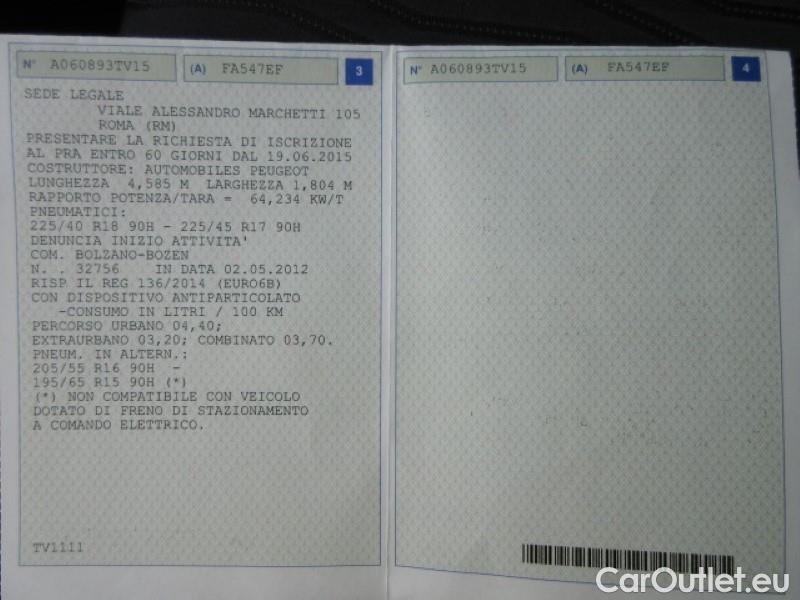 N° A060893TV15 (A) FA547EF 3
SEDE LEGALE
VIALE ALESSANDRO MARCHETTI 105
ROMA (RM)
PRESENTARE LA RICHIESTA DI ISCRIZIONE
AL PRA ENTRO 60 GIORNI DAL 19.06.2015
COSTRUTTORE: AUTOMOBILES PEUGEOT
LUNGHEZZA 4,585 M LARGHEZZA 1,804 M
RAPPORTO POTENZA/TARA = 64,234 KW/T
PNEUMATICI:
225/40 R18 90H - 225/45 R17 90H
DENUNCIA INIZIO ATTIVITA'
COM. BOLZANO-BOZEN
N. . 32756 IN DATA 02.05.2012
RISP IL REG 136/2014 (EURO6B)
CON DISPOSITIVO ANTIPARTICOLATO
-CONSUMO IN LITRI / 100 KM
PERCORSO URBANO 04,40;
EXTRAURBANO 03,20; COMBINATO 03,70.
PNEUM. IN ALTERN.:
205/55 R16 90H -
195/65 R15 90H (*)
(*) NON COMPATIBILE CON VEICOLO
DOTATO DI FRENO DI STAZIONAMENTO
A COMANDO ELETTRICO.
TV1111
N° A060893TV15 (A) FA547EF 4
CarOutlet.eu